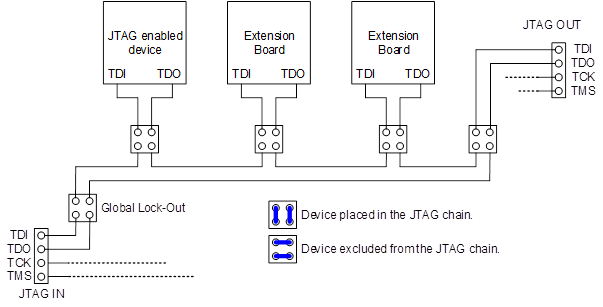 JTAG enabled
device
TDI TDO
Extension
Board
TDI TDO
Extension
Board
TDI TDO
JTAG OUT
TDI
TDO
TCK
TMS
Global Lock-Out
TDI
TDO
TCK
TMS
JTAG IN
Device placed in the JTAG chain.
Device excluded from the JTAG chain.